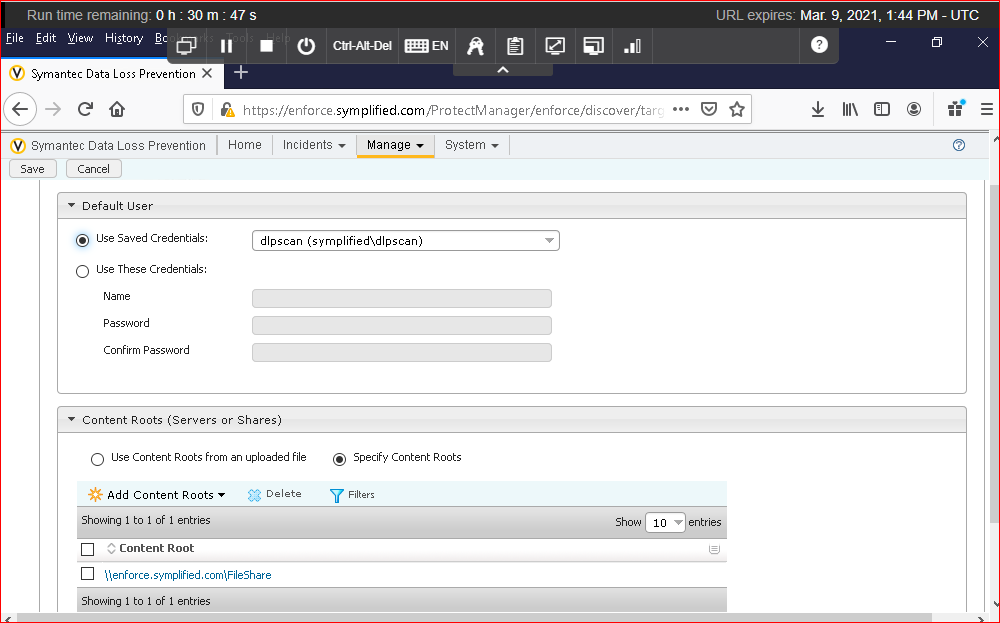 Run time remaining: 0 h : 30 m : 47 s
URL expires: Mar. 9, 2021, 1:44 PM - UTC
File Edit View History Bookmarks Tools Help
Ctrl-Alt-Del EN
Symantec Data Loss Prevention
https://enforce.symplified.com/ProtectManager/enforce/discover/targ
Symantec Data Loss Prevention Home Incidents Manage System
Save Cancel
Default User
Use Saved Credentials: dlpscan (symplified\dlpscan)
Use These Credentials:
Name
Password
Confirm Password
Content Roots (Servers or Shares)
Use Content Roots from an uploaded file Specify Content Roots
Add Content Roots Delete Filters
Showing 1 to 1 of 1 entries Show 10 entries
Content Root
\\enforce.symplified.com\FileShare
Showing 1 to 1 of 1 entries